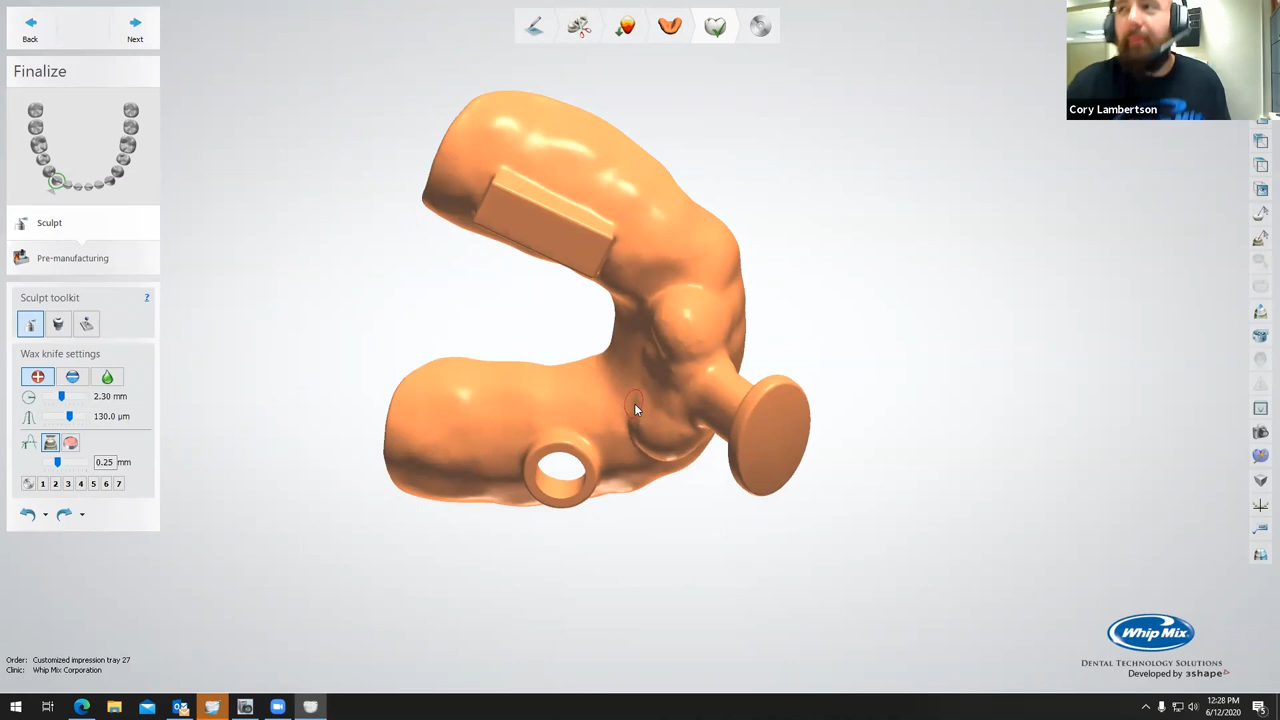 Back
Next
Finalize
Cory Lambertson
Sculpt
Pre-manufacturing
Sculpt toolkit
?
Wax knife settings
2.30 mm
130.0 µm
0.25 mm
1 2 3 4 5 6 7
Whip Mix
DENTAL TECHNOLOGY SOLUTIONS
Developed by 3shape
Order: Customized impression tray 27
Clinic: Whip Mix Corporation
12:28 PM
6/12/2020